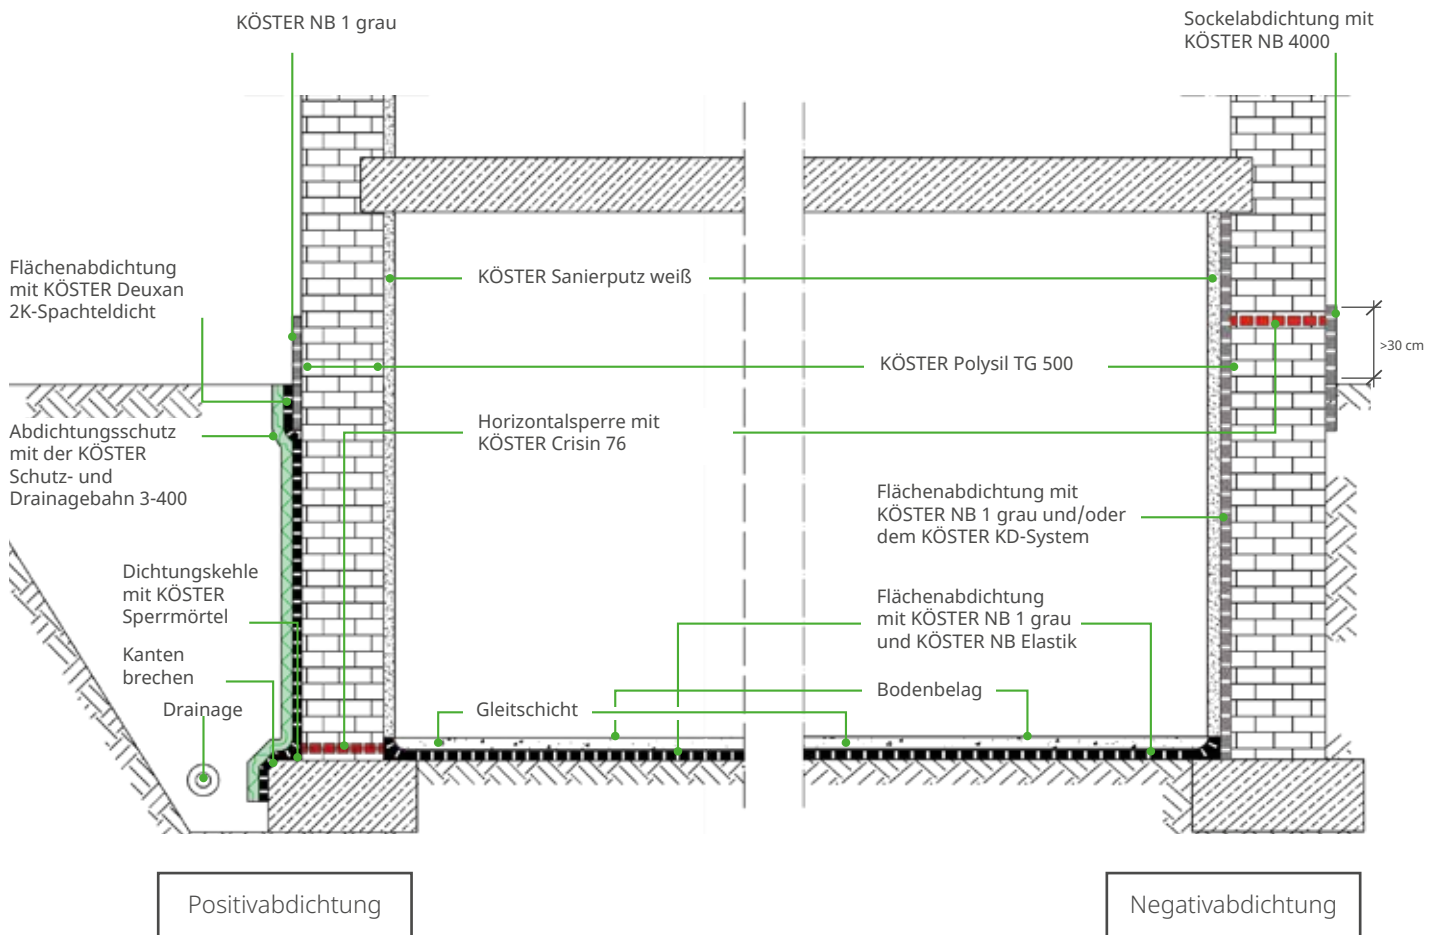 KÖSTER NB 1 grau
Sockelabdichtung mit
KÖSTER NB 4000
Flächenabdichtung
mit KÖSTER Deuxan
2K-Spachteldicht
KÖSTER Sanierputz weiß
>30 cm
KÖSTER Polysil TG 500
Abdichtungsschutz
mit der KÖSTER
Schutz- und
Drainagebahn 3-400
Horizontalsperre mit
KÖSTER Crisin 76
Flächenabdichtung mit
KÖSTER NB 1 grau und/oder
dem KÖSTER KD-System
Dichtungskehle
mit KÖSTER
Sperrmörtel
Flächenabdichtung
mit KÖSTER NB 1 grau
und KÖSTER NB Elastik
Kanten
brechen
Bodenbelag
Drainage
Gleitschicht
Positivabdichtung
Negativabdichtung